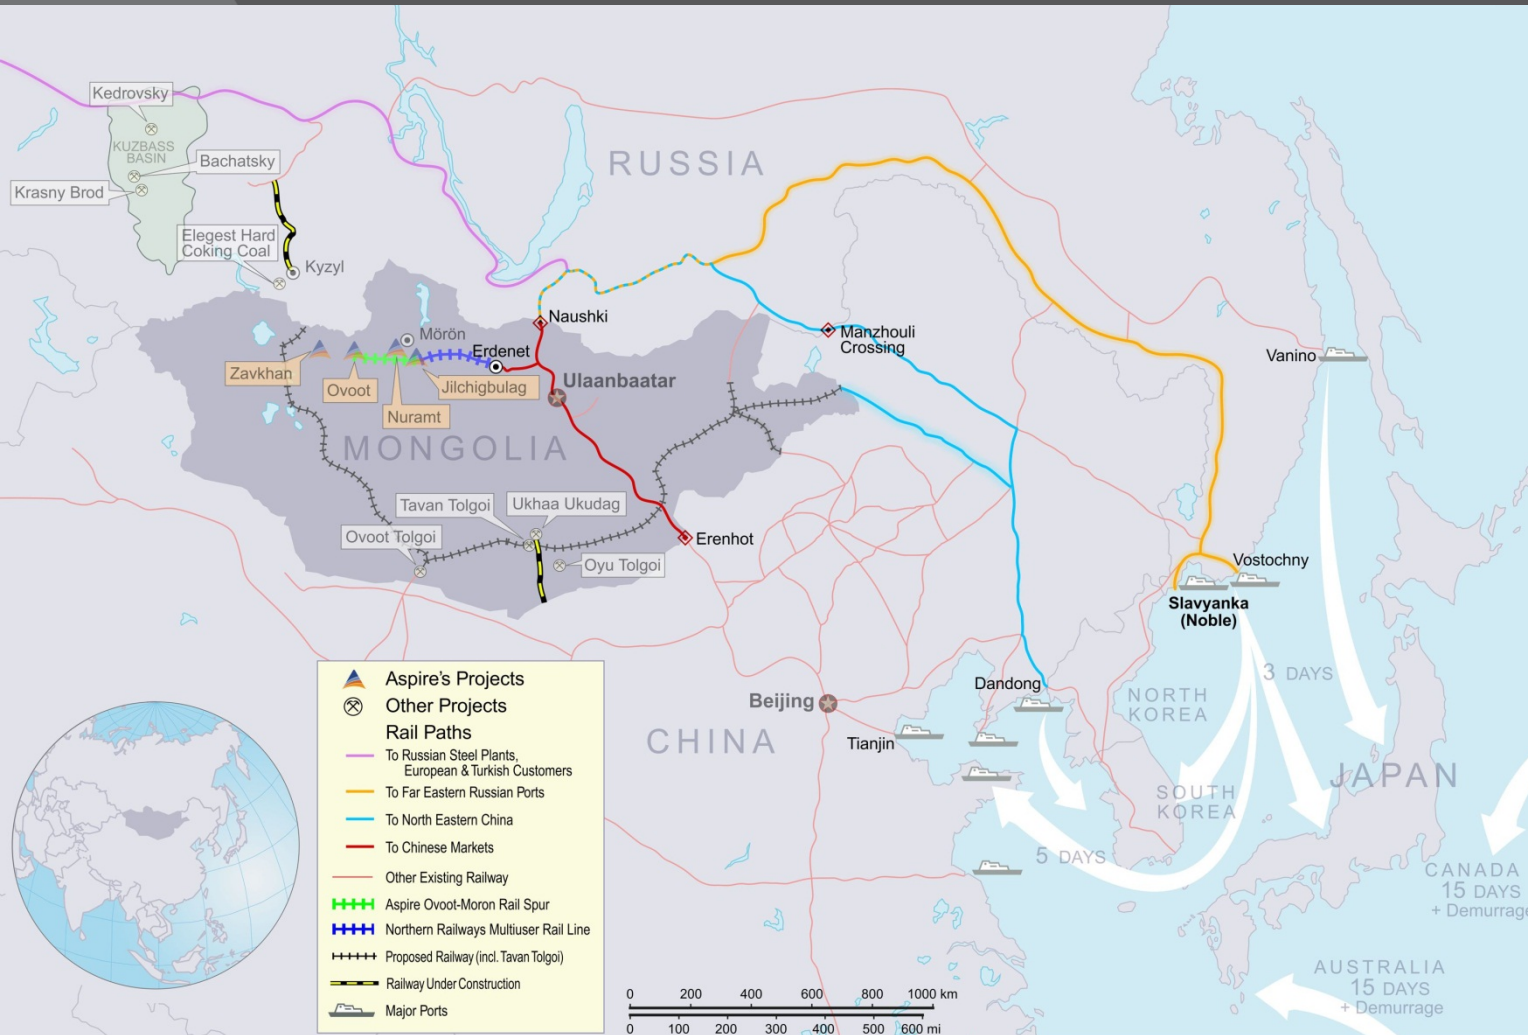 Kedrovsky
KUZBASS
BASIN
Bachatsky
Krasny Brod
Elegest Hard
Coking Coal
Kyzyl
RUSSIA
Naushki
Mörön
Erdenet
Zavkhan
Ovoot
Nuramt
Jilchigbulag
Ulaanbaatar
MONGOLIA
Manzhouli
Crossing
Vanino
Tavan Tolgoi
Ukhaa Ukudag
Ovoot Tolgoi
Oyu Tolgoi
Erenhot
Vostochny
Slavyanka
(Noble)
3 DAYS
Dandong
NORTH
KOREA
Beijing
Tianjin
CHINA
JAPAN
SOUTH
KOREA
5 DAYS
CANADA
15 DAYS
+ Demurrage
AUSTRALIA
15 DAYS
+ Demurrage
Aspire's Projects
Other Projects
Rail Paths
To Russian Steel Plants,
European & Turkish Customers
To Far Eastern Russian Ports
To North Eastern China
To Chinese Markets
Other Existing Railway
Aspire Ovoot-Moron Rail Spur
Northern Railways Multiuser Rail Line
Proposed Railway (incl. Tavan Tolgoi)
Railway Under Construction
Major Ports
0 200 400 600 800 1000 km
0 100 200 300 400 500 600 mi